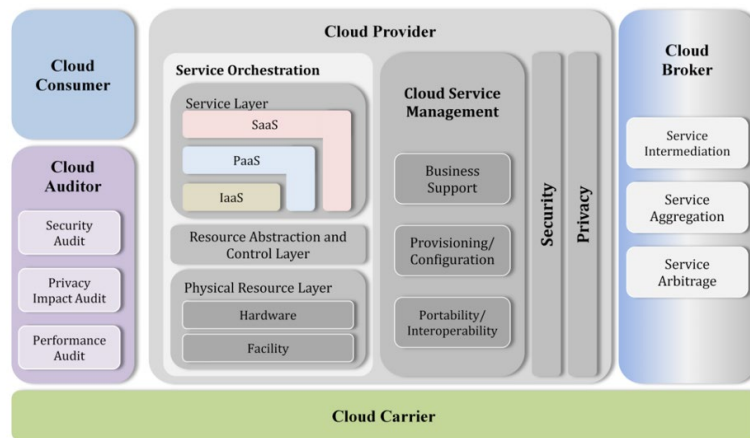 Cloud
Consumer
Cloud
Auditor
Security
Audit
Privacy
Impact Audit
Performance
Audit
Cloud Provider
Service Orchestration
Service Layer
SaaS
PaaS
IaaS
Resource Abstraction and
Control Layer
Physical Resource Layer
Hardware
Facility
Cloud Service
Management
Business
Support
Provisioning/
Configuration
Portability/
Interoperability
Security
Privacy
Cloud
Broker
Service
Intermediation
Service
Aggregation
Service
Arbitrage
Cloud Carrier